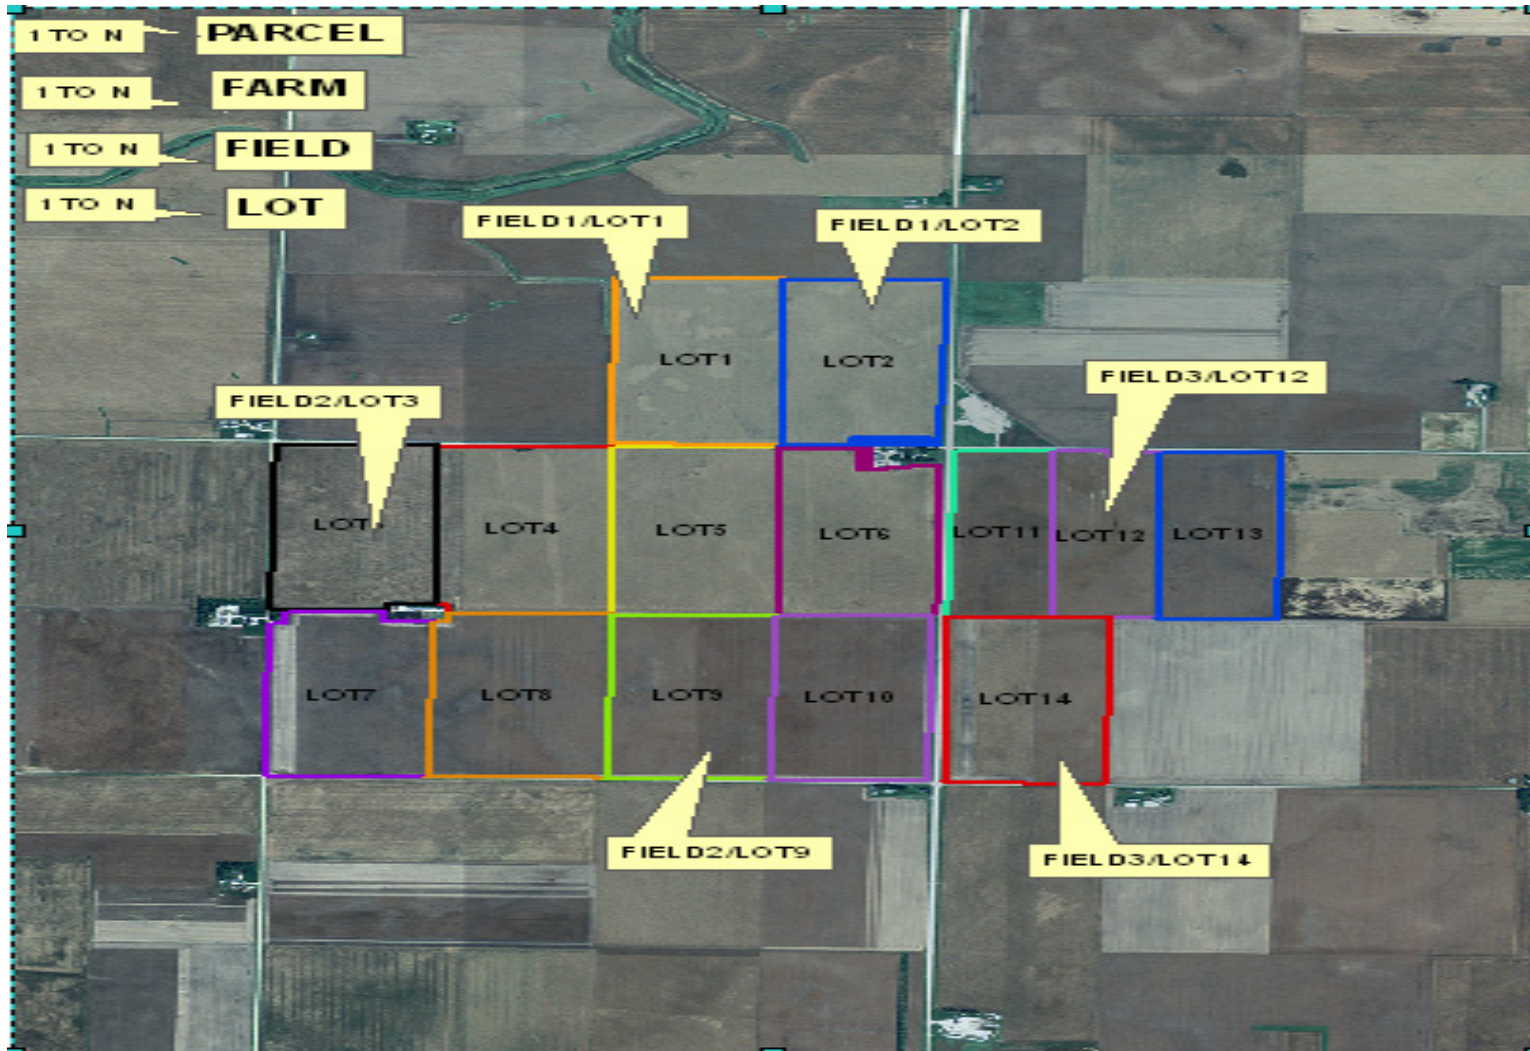 1 TO N PARCEL
1 TO N FARM
1 TO N FIELD
1 TO N LOT
FIELD1/LOT1
FIELD1/LOT2
LOT1
LOT2
FIELD3/LOT12
FIELD2/LOT3
LOT4
LOT5
LOT6
LOT11
LOT12
LOT13
LOT7
LOT8
LOT9
LOT10
LOT14
FIELD2/LOT9
FIELD3/LOT14